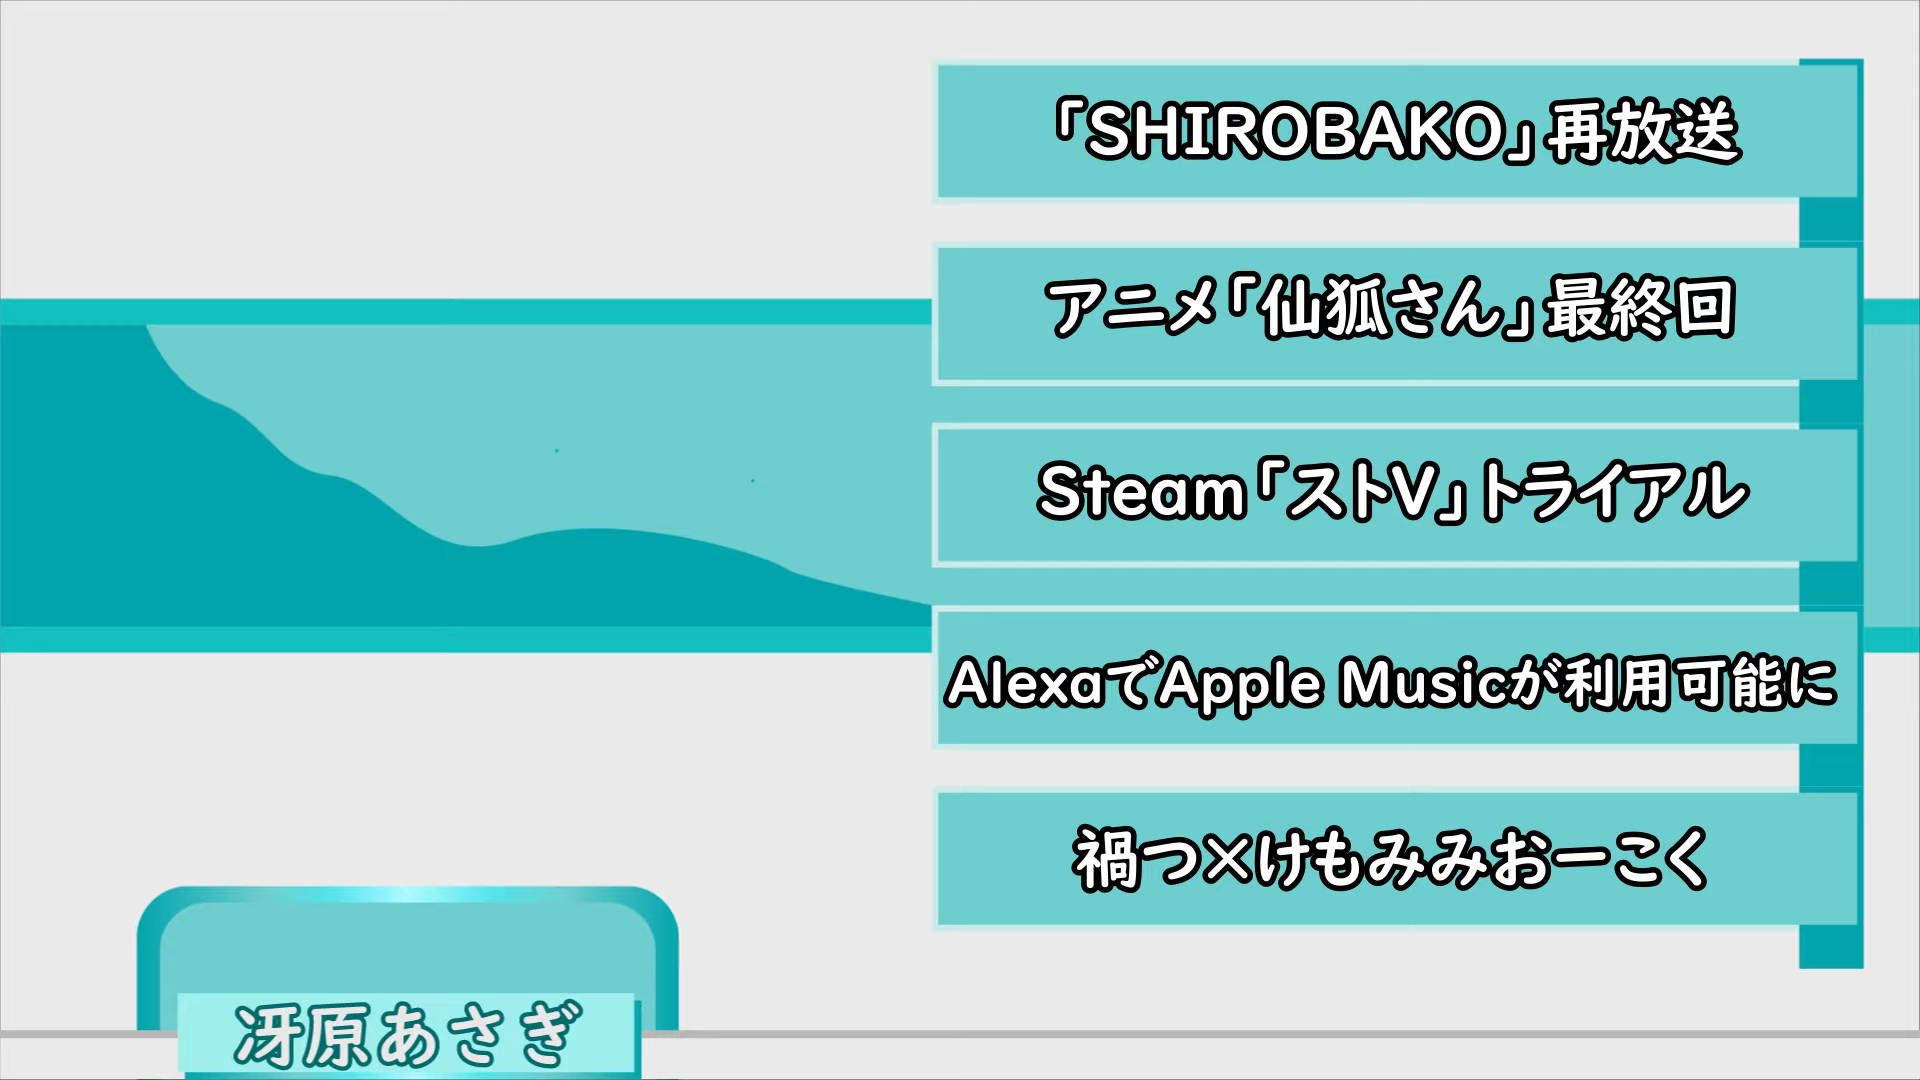 「SHIROBAKO」再放送
アニメ「仙狐さん」最終回
Steam「ストV」トライアル
AlexaでApple Musicが利用可能に
禍つ×けもみみおーこく
冴原あさぎ